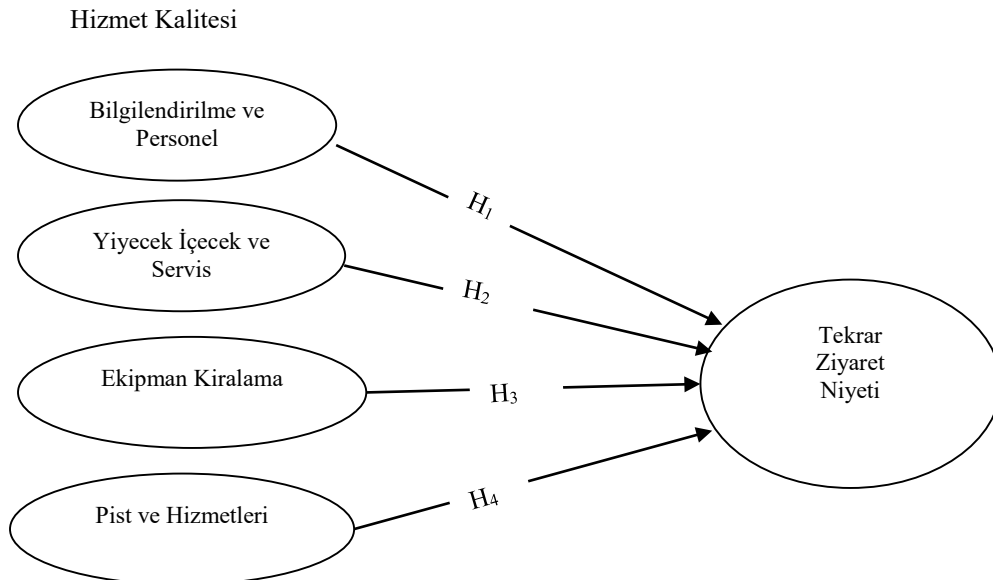 Hizmet Kalitesi
Bilgilendirilme ve
Personel
H₁
Yiyecek İçecek ve
Servis
H₂
Ekipman Kiralama
H₃
Pist ve Hizmetleri
H₄
Tekrar
Ziyaret
Niyeti